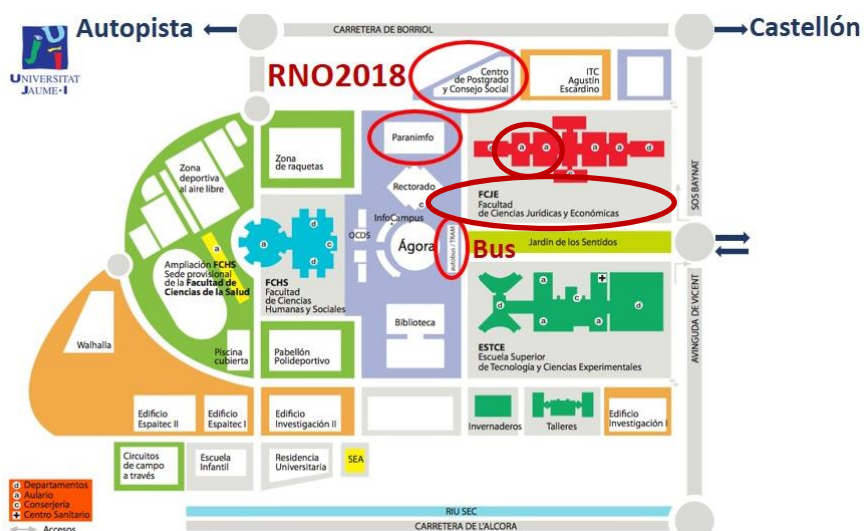 Autopista
CARRETERA DE BORRIOL
Castellón
UNIVERSITAT
JAUME·I
RNO2018
Centro
de Postgrado
y Consejo Social
ITC
Agustín
Escardino
Paranimfo
Zona
deportiva
al aire libre
Zona
de raquetas
d
a
a
a
a
d
c
Rectorado
c
FCJE
Facultad
de Ciencias Jurídicas y Económicas
SOS BAYNAT
InfoCampus
OCDS
Ágora
autobus / TRAM
Bus
Jardín de los Sentidos
d
a
c
d
a
Ampliación FCHS
Sede provisional
de la Facultad de
Ciencias de la Salud
FCHS
Facultad
de Ciencias
Humanas y Sociales
a
c
d
d
a
a
Biblioteca
ESTCE
Escuela Superior
de Tecnología y Ciencias Experimentales
AVINGUDA DE VICENT
Walhalla
Piscina
cubierta
Pabellón
Polideportivo
Edificio
Espaitec II
Edificio
Espaitec I
Edificio
Investigación II
Invernaderos
Talleres
Edificio
Investigación I
Circuitos
de campo
a través
Escuela
Infantil
Residencia
Universitaria
SEA
d Departamentos
a Aulario
c Conserjería
+ Centro Sanitario
Accesos
RIU SEC
CARRETERA DE L'ALCORA